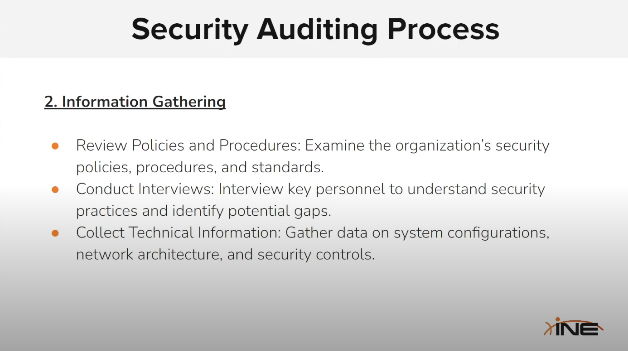 Security Auditing Process
2. Information Gathering
● Review Policies and Procedures: Examine the organization’s security
policies, procedures, and standards.
● Conduct Interviews: Interview key personnel to understand security
practices and identify potential gaps.
● Collect Technical Information: Gather data on system configurations,
network architecture, and security controls.
INE